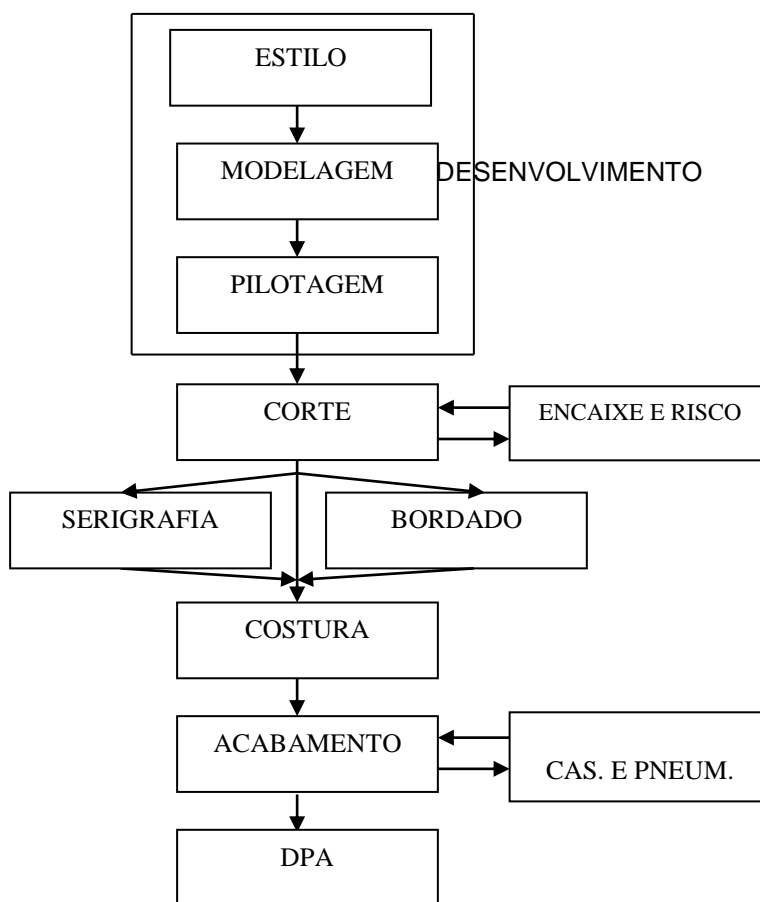 ESTILO
MODELAGEM
DESENVOLVIMENTO
PILOTAGEM
CORTE
ENCAIXE E RISCO
SERIGRAFIA
BORDADO
COSTURA
ACABAMENTO
CAS. E PNEUM.
DPA